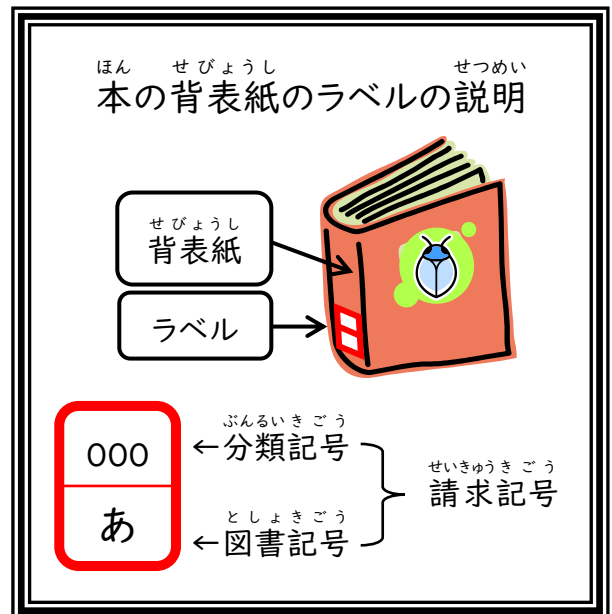 ほん せびょうし せつめい
本の背表紙のラベルの説明
せびょうし
背表紙
ラベル
ぶんるいきごう
000 ←分類記号
せいきゅうきごう
請求記号
としょきごう
あ ←図書記号